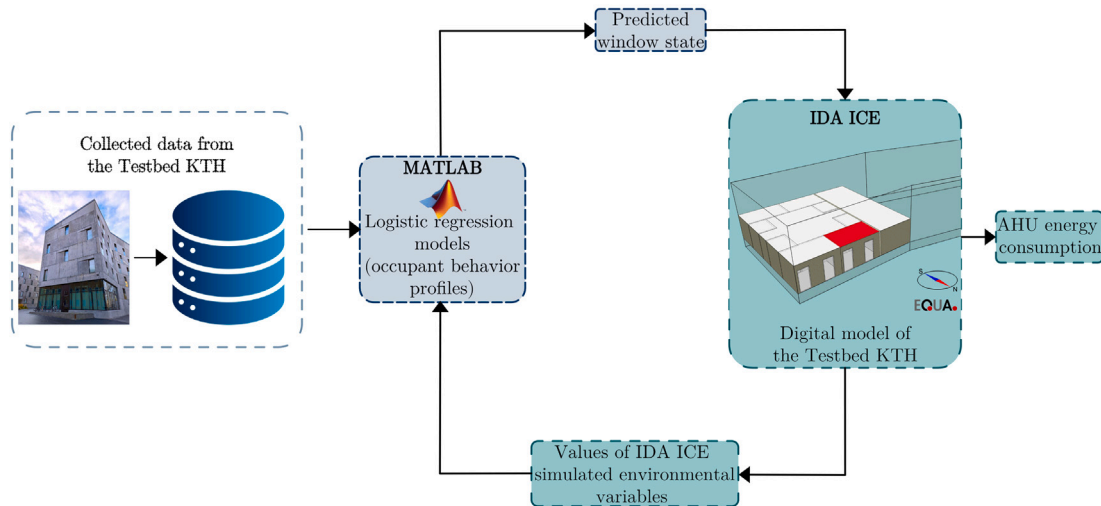 Predicted
window state
Collected data from
the Testbed KTH
MATLAB
Logistic regression
models
(occupant behavior
profiles)
IDA ICE
S
N
EQUA.
Digital model of
the Testbed KTH
AHU energy
consumption
Values of IDA ICE
simulated environmental
variables